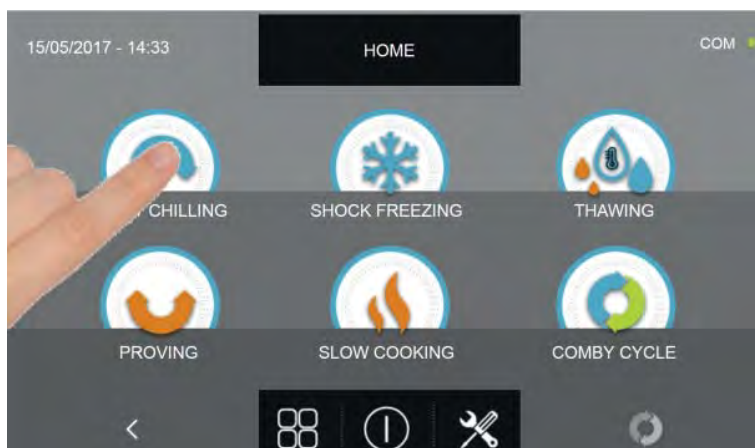 15/05/2017 - 14:33
HOME
COM
CHILLING
SHOCK FREEZING
THAWING
PROVING
SLOW COOKING
COMBY CYCLE